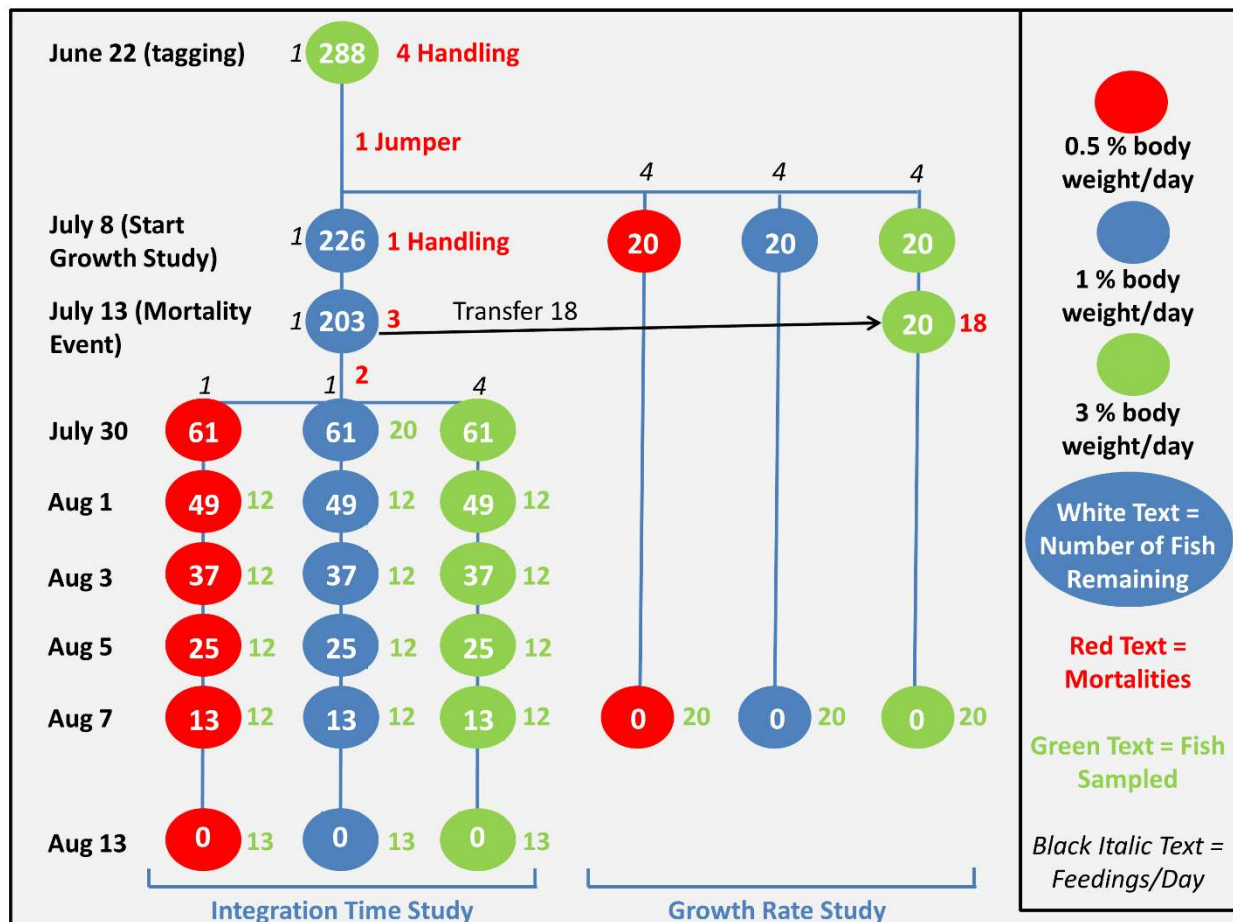 June 22 (tagging) 1 288 4 Handling
1 Jumper
4 4 4
July 8 (Start
Growth Study) 1 226 1 Handling 20 20 20
July 13 (Mortality
Event) 1 203 3 Transfer 18 20 18
2
1 1 4
July 30 61 61 20 61
Aug 1 49 12 49 12 49 12
Aug 3 37 12 37 12 37 12
Aug 5 25 12 25 12 25 12
Aug 7 13 12 13 12 13 12 0 20 0 20 0 20
Aug 13 0 13 0 13 0 13
Integration Time Study Growth Rate Study
0.5 % body
weight/day
1 % body
weight/day
3 % body
weight/day
White Text =
Number of Fish
Remaining
Red Text =
Mortalities
Green Text = Fish
Sampled
Black Italic Text =
Feedings/Day